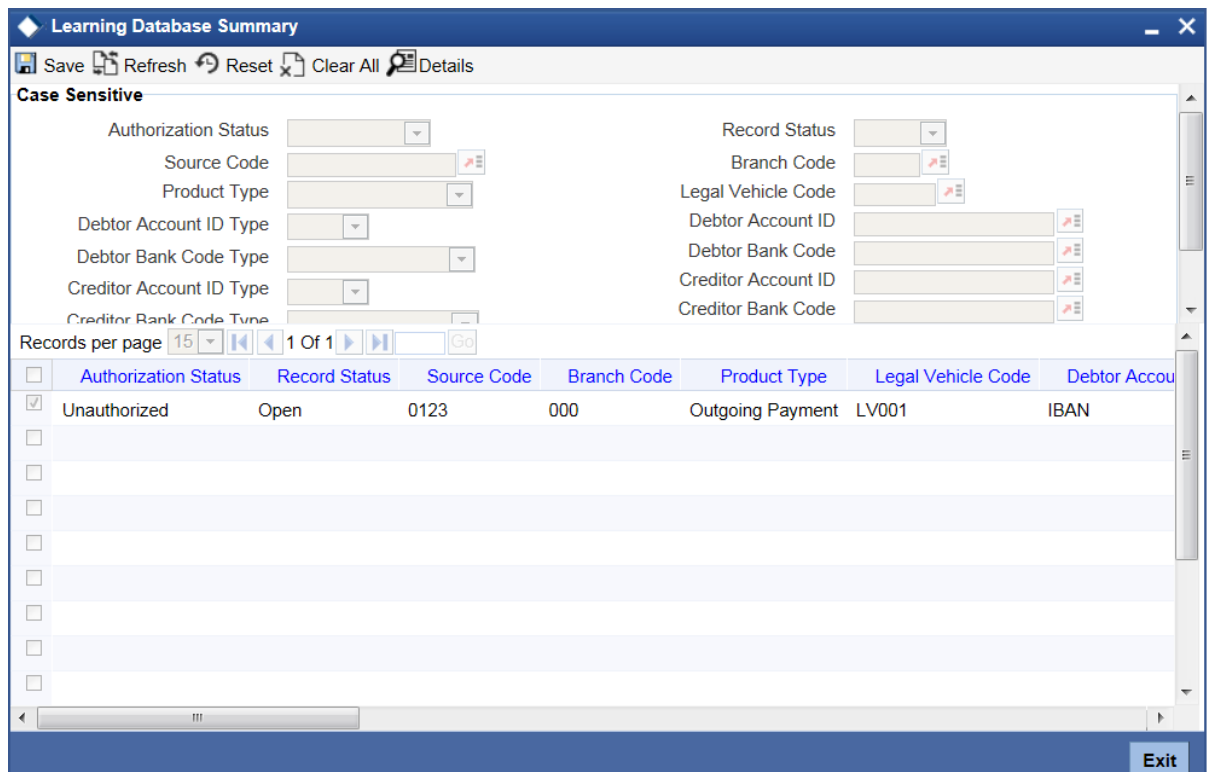 Learning Database Summary
Save Refresh Reset Clear All Details
Case Sensitive
Authorization Status Record Status
Source Code Branch Code
Product Type Legal Vehicle Code
Debtor Account ID Type Debtor Account ID
Debtor Bank Code Type Debtor Bank Code
Creditor Account ID Type Creditor Account ID
Creditor Bank Code Type Creditor Bank Code
Records per page 15 1 Of 1 Go
Authorization Status Record Status Source Code Branch Code Product Type Legal Vehicle Code Debtor Accou
Unauthorized Open 0123 000 Outgoing Payment LV001 IBAN
Exit